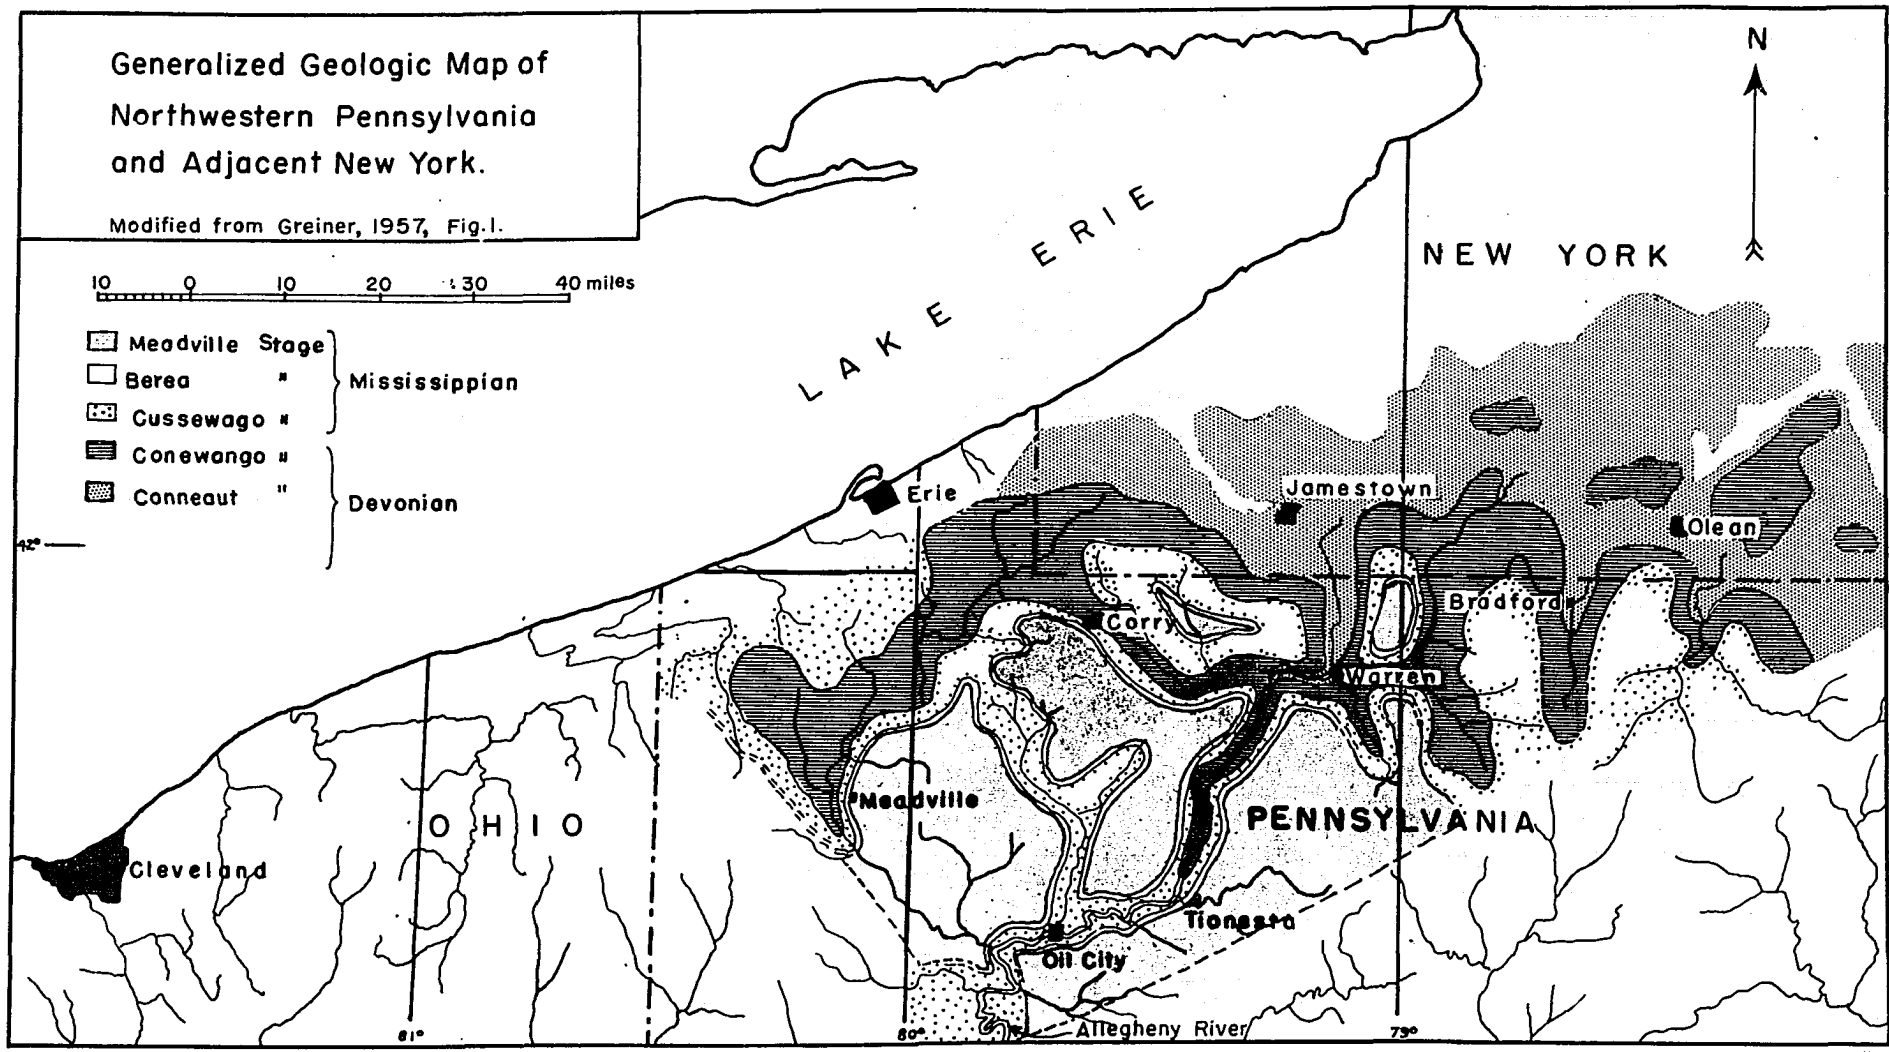 Generalized Geologic Map of
Northwestern Pennsylvania
and Adjacent New York.
Modified from Greiner, 1957, Fig.1.
N
10 0 10 20 30 40 miles
NEW YORK
LAKE ERIE
Meadville Stage
Berea "
Mississippian
Cussewago "
Conewango "
Conneaut "
Devonian
Erie
Jamestown
Olean
42°
Bradford
Corry
Warren
Meadville
OHIO
PENNSYLVANIA
Cleveland
Tionesta
Oil City
Allegheny River
81°
80°
79°